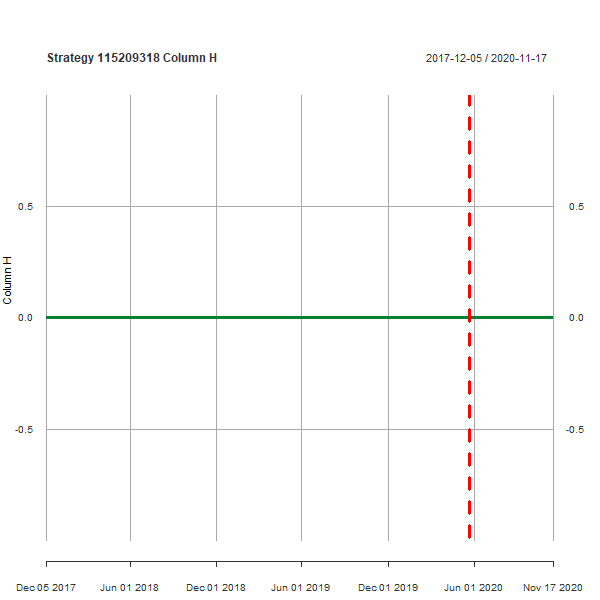 Strategy 115209318 Column H
2017-12-05 / 2020-11-17
0.5
0.5
Column H
0.0
0.0
-0.5
-0.5
Dec 05 2017
Jun 01 2018
Dec 01 2018
Jun 01 2019
Dec 01 2019
Jun 01 2020
Nov 17 2020